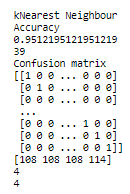 kNearest Neighbour
Accuracy
0.9512195121951219
39
Confusion matrix
[[1 0 0 ... 0 0 0]
[0 1 0 ... 0 0 0]
[0 0 0 ... 0 0 0]
...
[0 0 0 ... 1 0 0]
[0 0 0 ... 0 1 0]
[0 0 0 ... 0 0 1]]
[108 108 108 114]
4
4